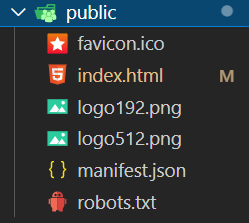 public
favicon.ico
index.html M
logo192.png
logo512.png
manifest.json
robots.txt